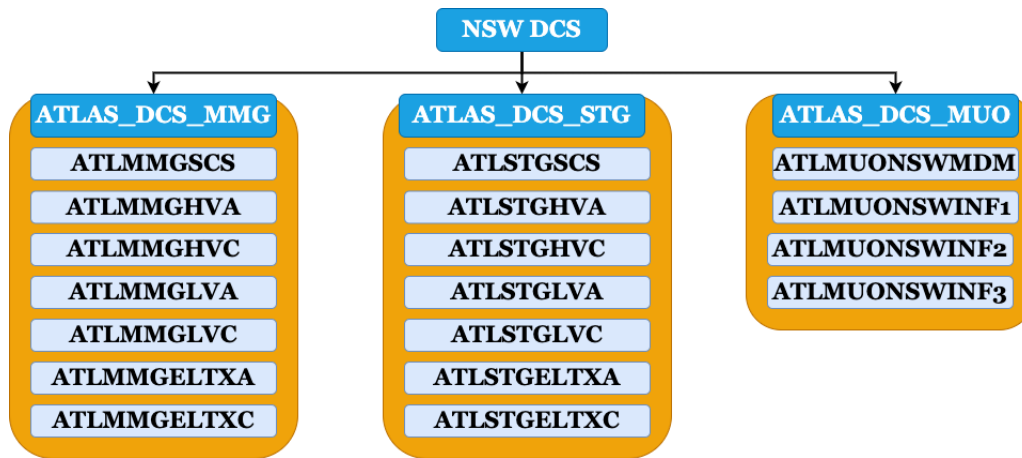 NSW DCS
ATLAS_DCS_MMG
ATLMMGSCS
ATLMMGHVA
ATLMMGHVC
ATLMMGLVA
ATLMMGLVC
ATLMMGELTXA
ATLMMGELTXC
ATLAS_DCS_STG
ATLSTGSCS
ATLSTGHVA
ATLSTGHVC
ATLSTGLVA
ATLSTGLVC
ATLSTGELTXA
ATLSTGELTXC
ATLAS_DCS_MUO
ATLMUONSWMDM
ATLMUONSWINF1
ATLMUONSWINF2
ATLMUONSWINF3